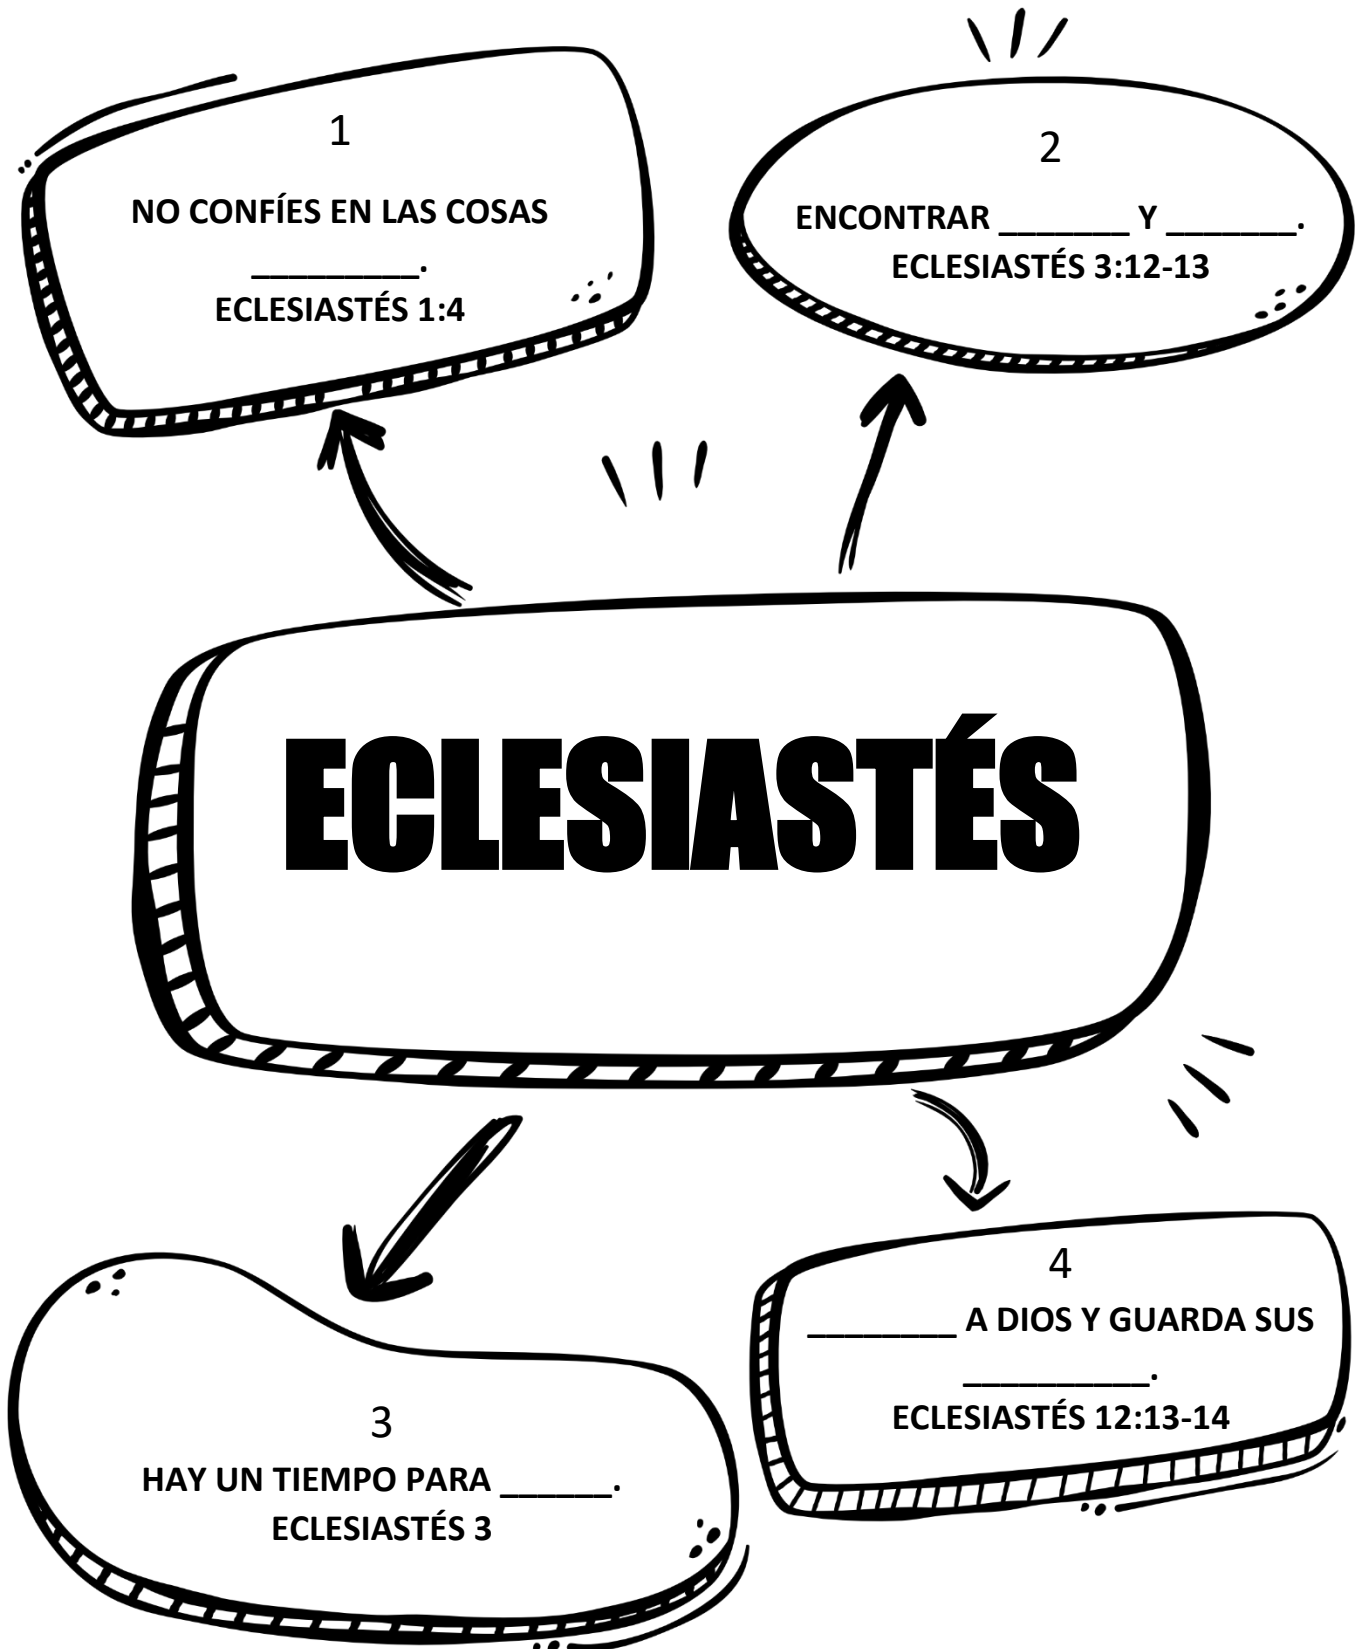 1
NO CONFÍES EN LAS COSAS
_________.
ECLESIASTÉS 1:4
2
ENCONTRAR _______ Y _______.
ECLESIASTÉS 3:12-13
ECLESIASTÉS
3
HAY UN TIEMPO PARA ______.
ECLESIASTÉS 3
4
________ A DIOS Y GUARDA SUS
__________.
ECLESIASTÉS 12:13-14